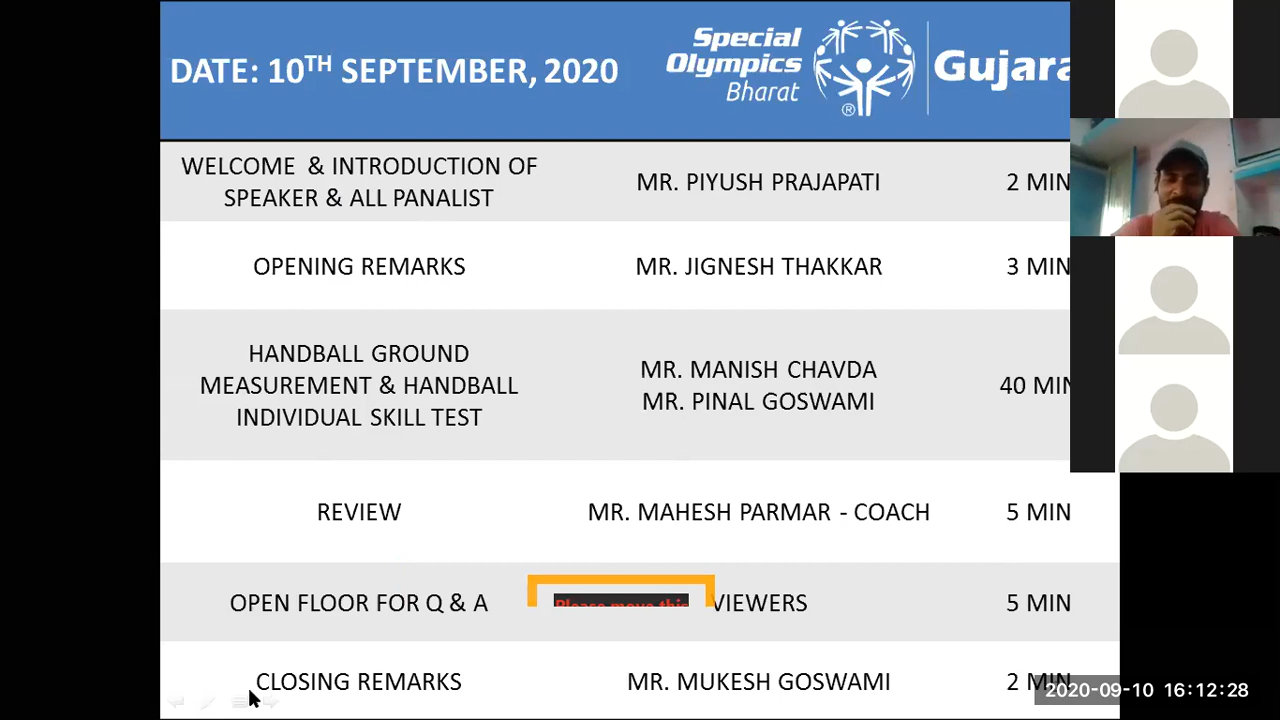 DATE: 10TH SEPTEMBER, 2020
Special
Olympics
Bharat
®
Gujara
WELCOME & INTRODUCTION OF
SPEAKER & ALL PANALIST
MR. PIYUSH PRAJAPATI
2 MIN
OPENING REMARKS
MR. JIGNESH THAKKAR
3 MIN
HANDBALL GROUND
MEASUREMENT & HANDBALL
INDIVIDUAL SKILL TEST
MR. MANISH CHAVDA
MR. PINAL GOSWAMI
40 MIN
REVIEW
MR. MAHESH PARMAR - COACH
5 MIN
OPEN FLOOR FOR Q & A
Please move this
VIEWERS
5 MIN
CLOSING REMARKS
MR. MUKESH GOSWAMI
2 MIN
2020-09-10 16:12:28